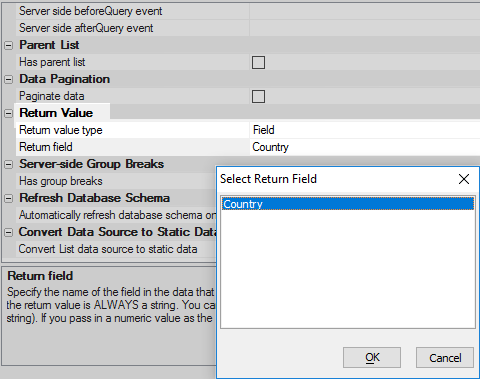 Server side beforeQuery event
Server side afterQuery event
Parent List
Has parent list
Data Pagination
Paginate data
Return Value
Return value type Field
Return field Country
Server-side Group Breaks
Has group breaks
Refresh Database Schema
Automatically refresh database schema on
Convert Data Source to Static Data
Convert List data source to static data
Return field
Specify the name of the field in the data that
the return value is ALWAYS a string. You ca
string). If you pass in a numeric value as the
Select Return Field
Country
OK
Cancel